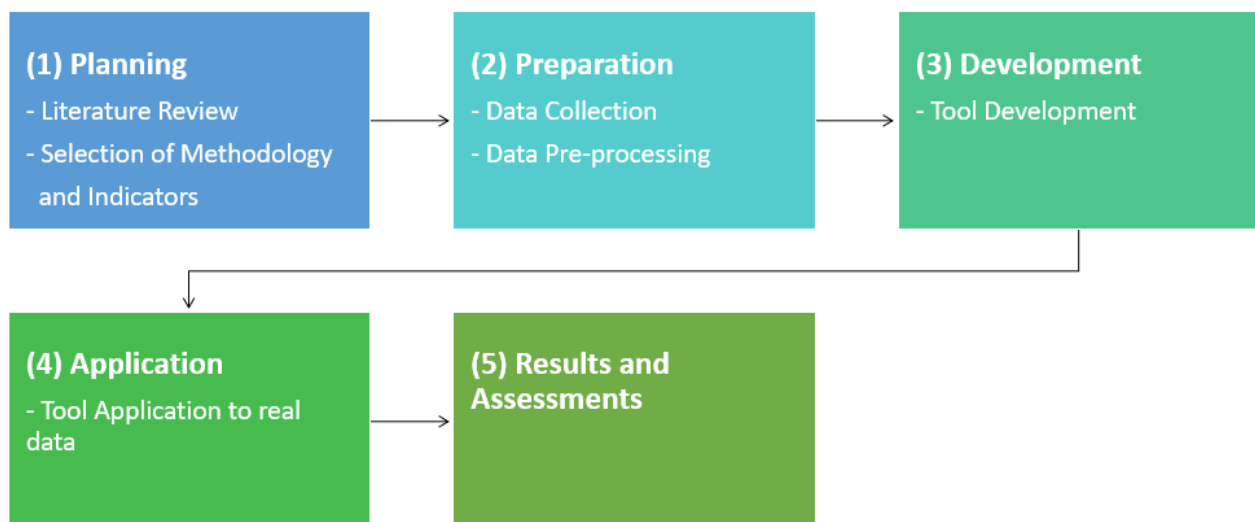 (1) Planning
- Literature Review
- Selection of Methodology
and Indicators
(2) Preparation
- Data Collection
- Data Pre-processing
(3) Development
- Tool Development
(4) Application
- Tool Application to real
data
(5) Results and
Assessments